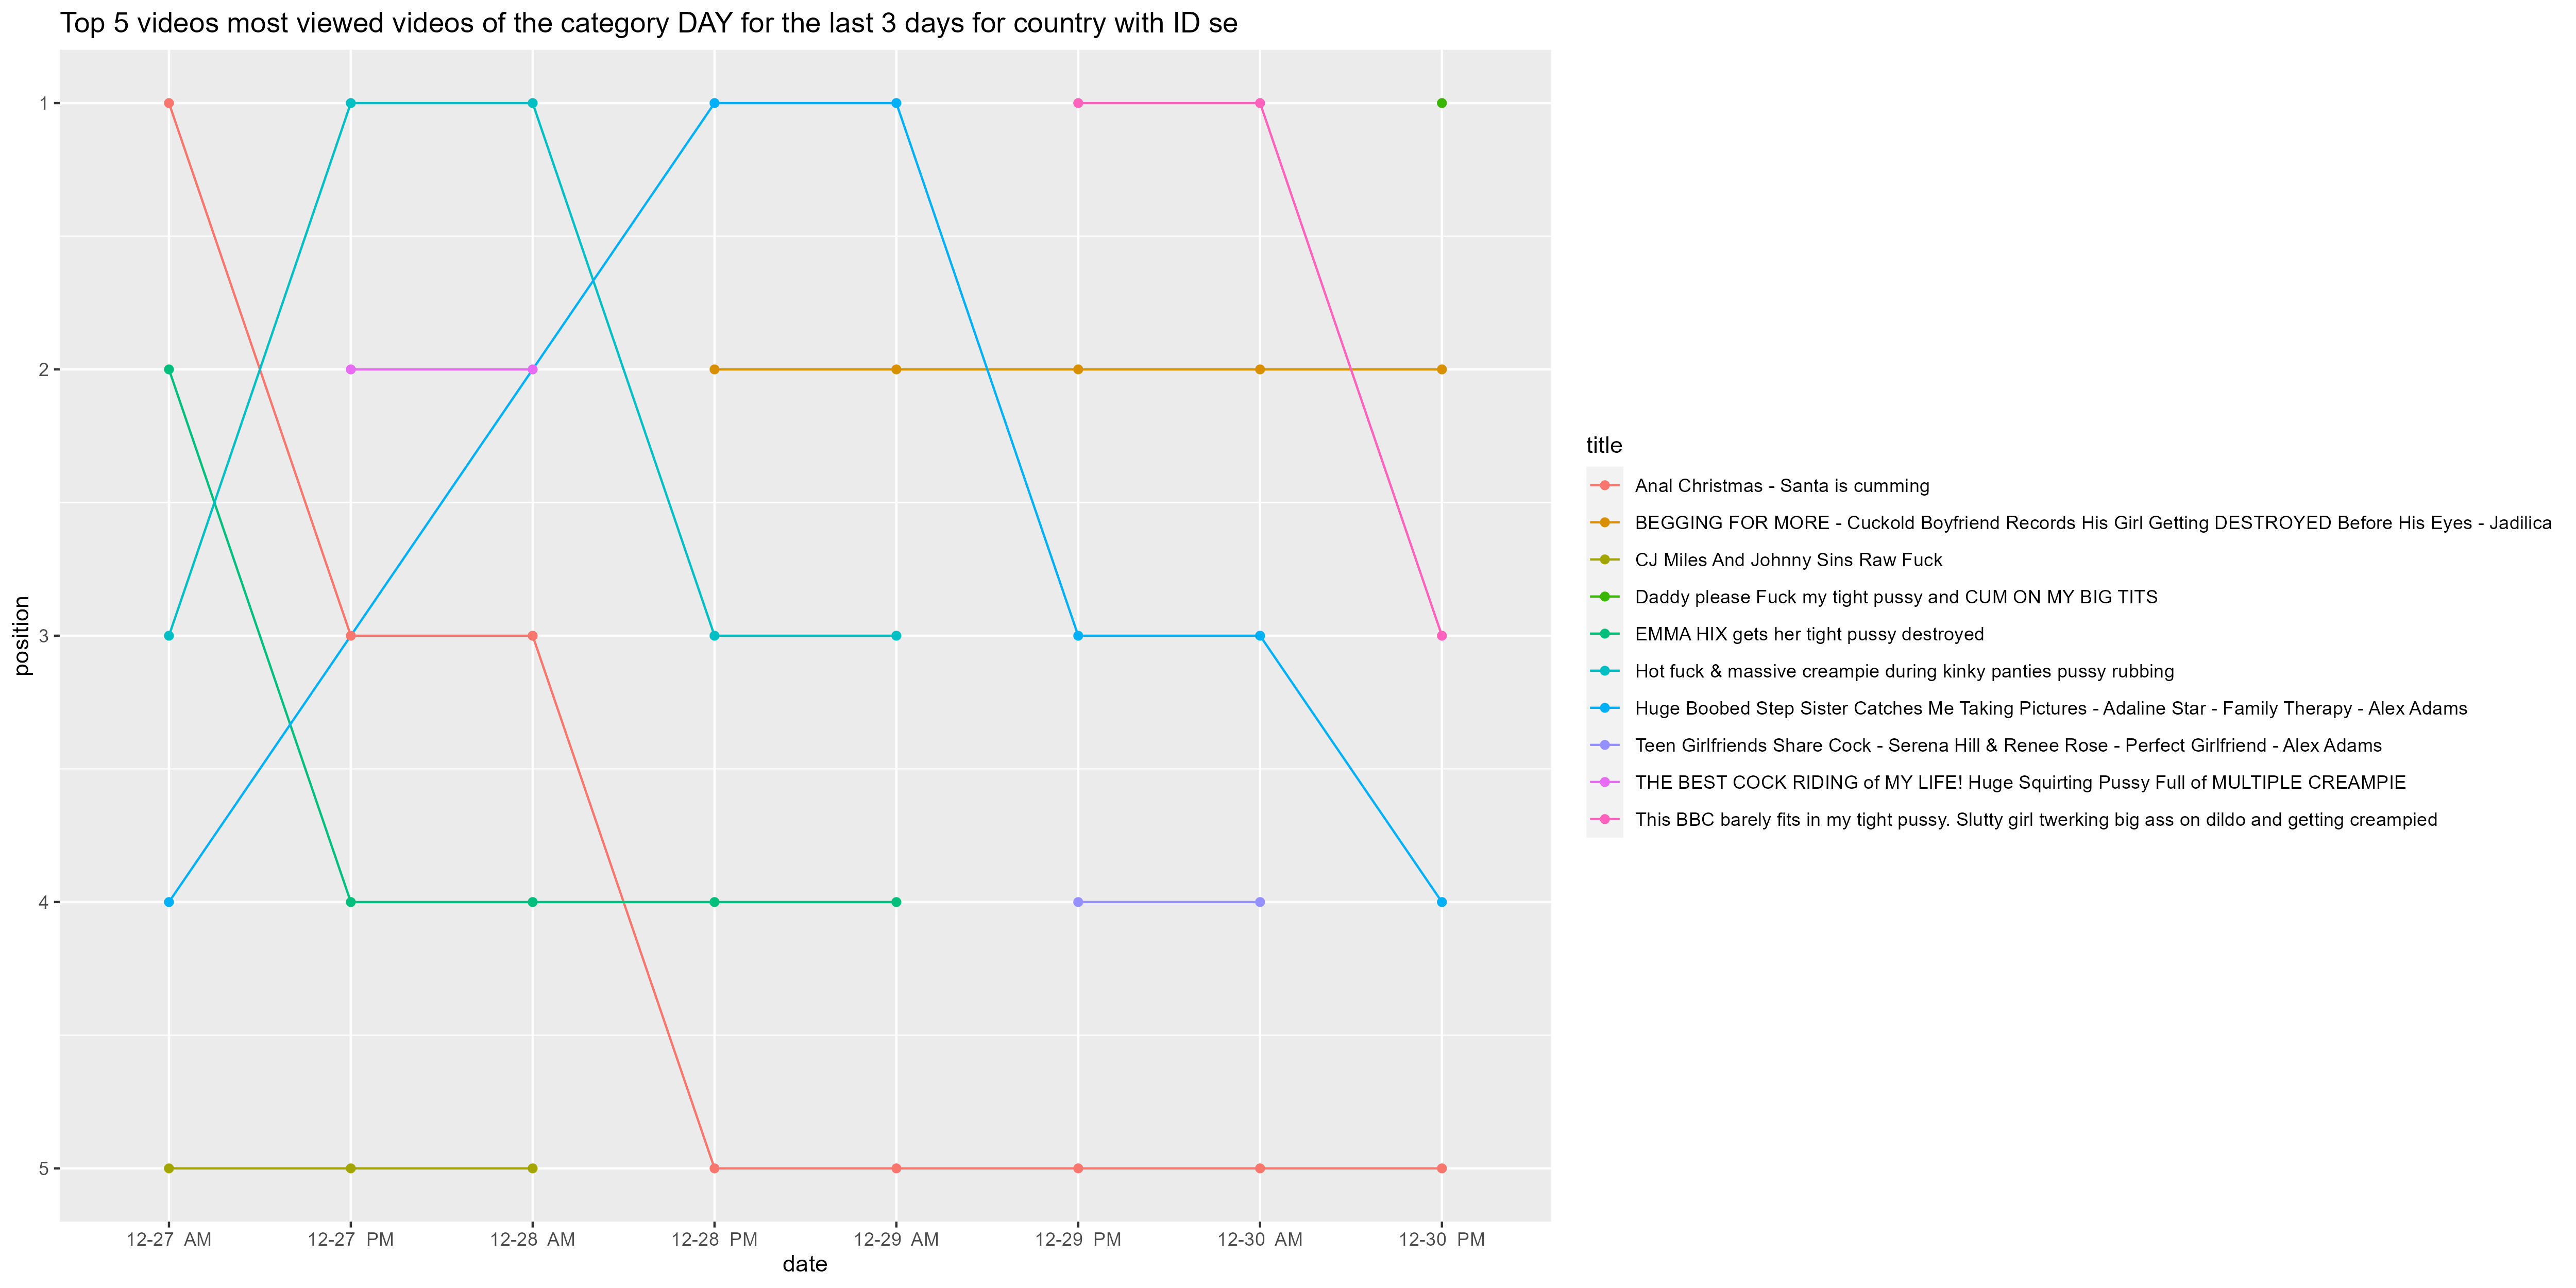 Top 5 videos most viewed videos of the category DAY for the last 3 days for country with ID se
position
1
2
3
4
5
12-27 AM
12-27 PM
12-28 AM
12-28 PM
12-29 AM
12-29 PM
12-30 AM
12-30 PM
date
title
Anal Christmas - Santa is cumming
BEGGING FOR MORE - Cuckold Boyfriend Records His Girl Getting DESTROYED Before His Eyes - Jadilica
CJ Miles And Johnny Sins Raw Fuck
Daddy please Fuck my tight pussy and CUM ON MY BIG TITS
EMMA HIX gets her tight pussy destroyed
Hot fuck & massive creampie during kinky panties pussy rubbing
Huge Boobed Step Sister Catches Me Taking Pictures - Adaline Star - Family Therapy - Alex Adams
Teen Girlfriends Share Cock - Serena Hill & Renee Rose - Perfect Girlfriend - Alex Adams
THE BEST COCK RIDING of MY LIFE! Huge Squirting Pussy Full of MULTIPLE CREAMPIE
This BBC barely fits in my tight pussy. Slutty girl twerking big ass on dildo and getting creampied